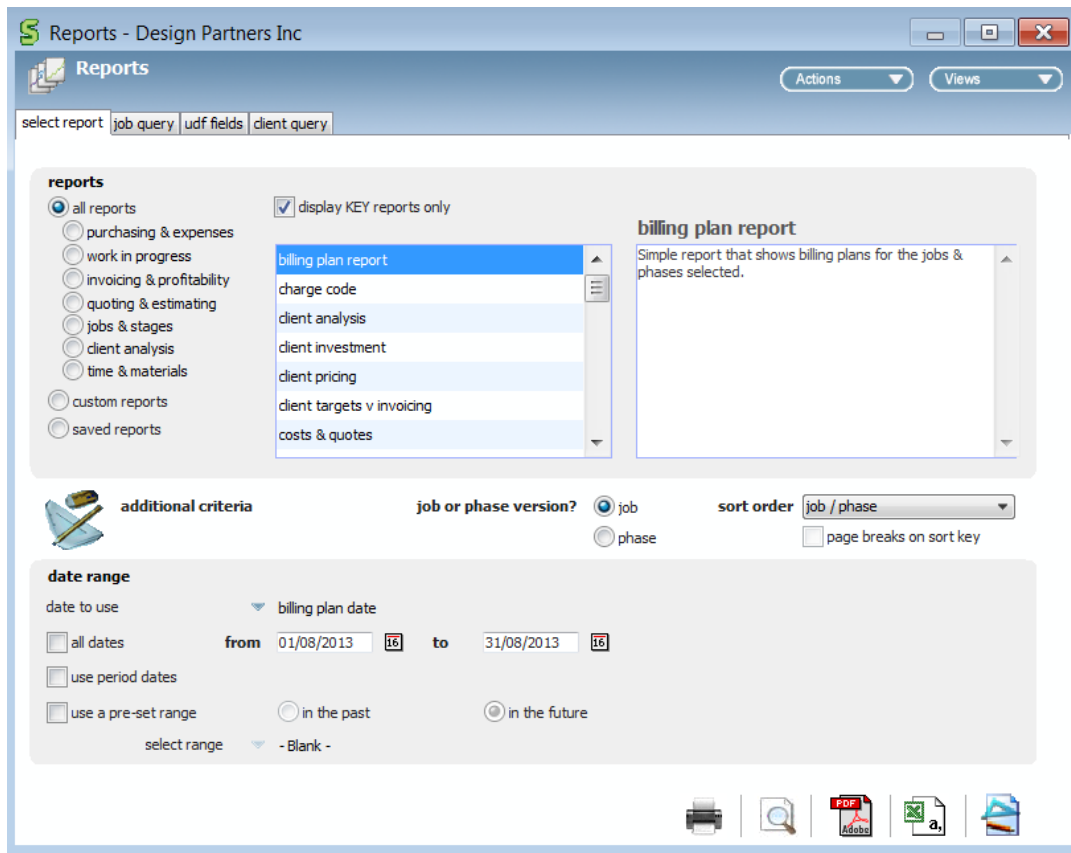 Reports - Design Partners Inc
Reports
Actions
Views
select report
job query
udf fields
client query
reports
all reports
display KEY reports only
purchasing & expenses
billing plan report
work in progress
billing plan report
Simple report that shows billing plans for the jobs &
phases selected.
invoicing & profitability
charge code
quoting & estimating
jobs & stages
client analysis
client analysis
client investment
time & materials
client pricing
custom reports
client targets v invoicing
saved reports
costs & quotes
additional criteria
job or phase version?
job
sort order
job / phase
phase
page breaks on sort key
date range
date to use
billing plan date
all dates
from
01/08/2013
16
to
31/08/2013
16
use period dates
use a pre-set range
in the past
in the future
select range
- Blank -
PDF
Adobe
a,